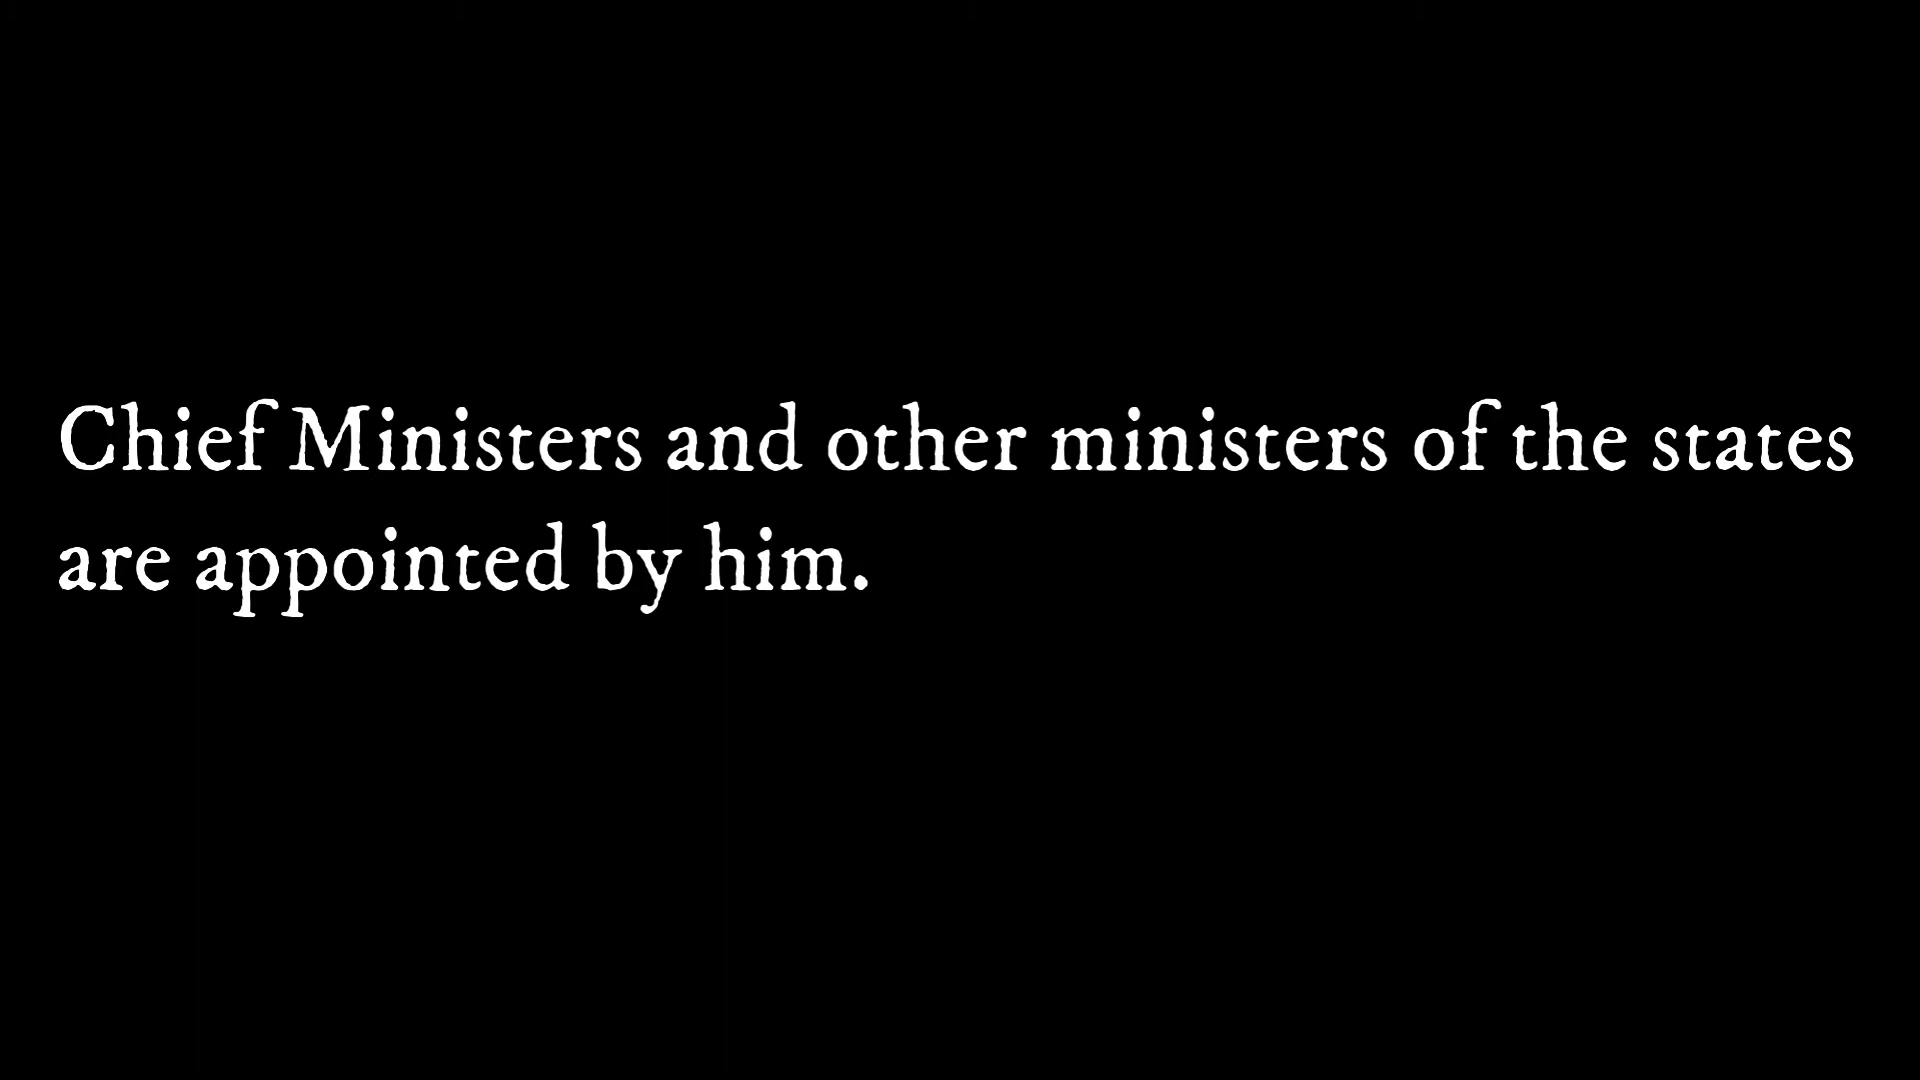 Chief Ministers and other ministers of the states
are appointed by him.